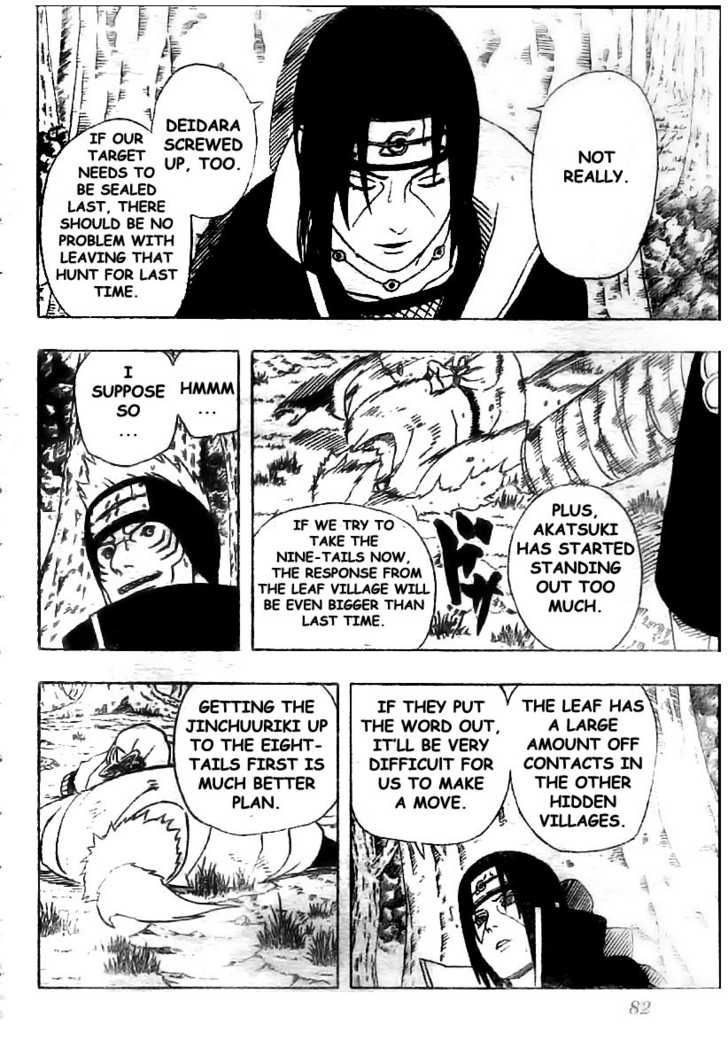 NOT
REALLY.
DEIDARA
SCREWED
UP, TOO.
IF OUR
TARGET
NEEDS TO
BE SEALED
LAST, THERE
SHOULD BE NO
PROBLEM WITH
LEAVING THAT
HUNT FOR LAST
TIME.
PLUS,
AKATSUKI
HAS STARTED
STANDING
OUT TOO
MUCH.
IF WE TRY TO
TAKE THE
NINE-TAILS NOW,
THE RESPONSE FROM
THE LEAF VILLAGE WILL
BE EVEN BIGGER THAN
LAST TIME.
ドサ
HMMM
...
I
SUPPOSE
SO
...
THE LEAF HAS
A LARGE
AMOUNT OFF
CONTACTS IN
THE OTHER
HIDDEN
VILLAGES.
IF THEY PUT
THE WORD OUT,
IT'LL BE VERY
DIFFICULT FOR
US TO MAKE
A MOVE.
GETTING THE
JINCHUURIKI UP
TO THE EIGHT-
TAILS FIRST IS
MUCH BETTER
PLAN.
82